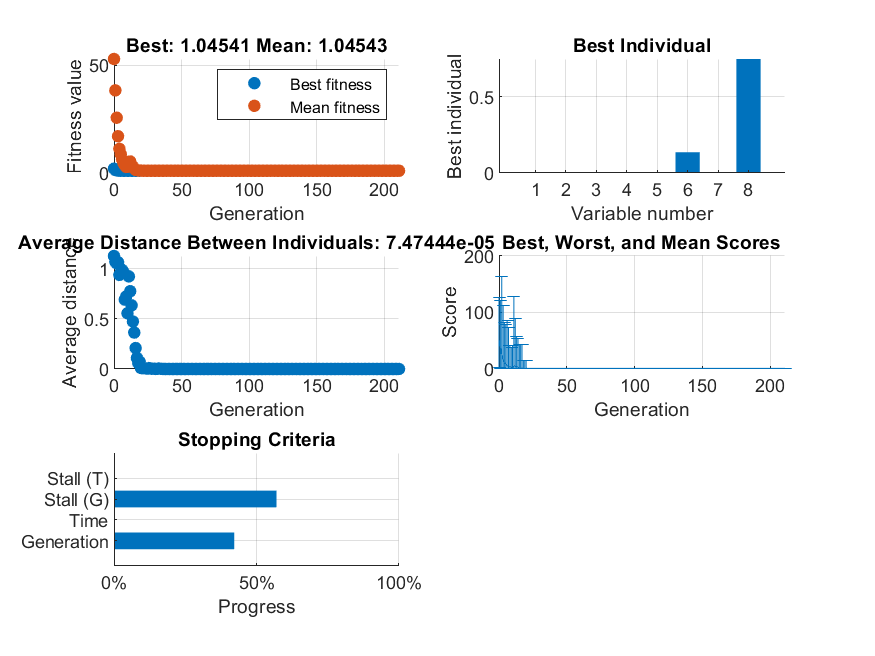 Best: 1.04541 Mean: 1.04543
Fitness value
50
0
Best fitness
Mean fitness
0 50 100 150 200
Generation
Best Individual
Best individual
0.5
0
1 2 3 4 5 6 7 8
Variable number
Average Distance Between Individuals: 7.47444e-05
Average distance
1
0.5
0
0 50 100 150 200
Generation
Best, Worst, and Mean Scores
Score
200
100
0
0 50 100 150 200
Generation
Stopping Criteria
Stall (T)
Stall (G)
Time
Generation
0% 50% 100%
Progress